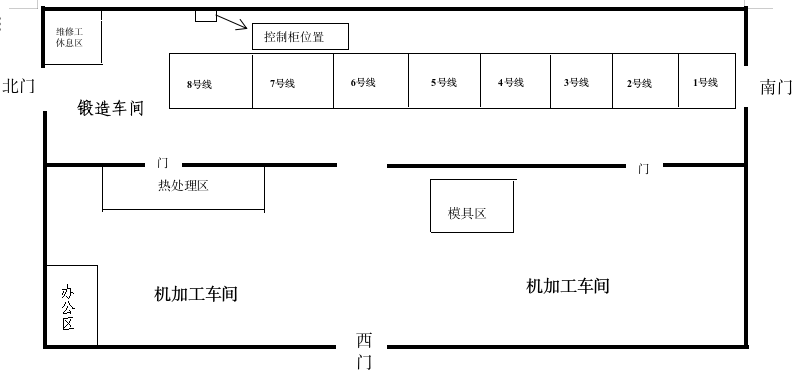 维修工
休息区
控制柜位置
北门
8号线
7号线
6号线
5号线
4号线
3号线
2号线
1号线
南门
锻造车间
门
门
热处理区
模具区
办
公
区
机加工车间
机加工车间
西
门